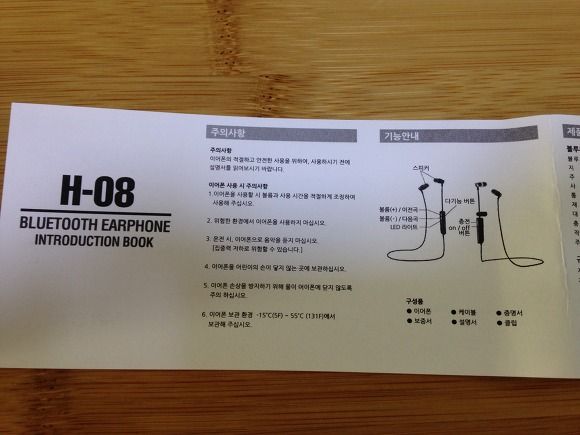 H-08
BLUETOOTH EARPHONE
INTRODUCTION BOOK
주의사항
주의사항
이어폰의 적절하고 안전한 사용을 위하여, 사용하시기 전에
설명서를 읽어보시기 바랍니다.
이어폰 사용 시 주의사항
1. 이어폰을 사용할 시 볼륨과 사용 시간을 적절하게 조정하며
사용해 주십시오.
2. 위험한 환경에서 이어폰을 사용하지 마십시오.
3. 운전 시, 이어폰으로 음악을 듣지 마십시오.
[집중력 저하로 위험할 수 있습니다.]
4. 이어폰을 어린이의 손이 닿지 않는 곳에 보관하십시오.
5. 이어폰 손상을 방지하기 위해 물이 이어폰에 닿지 않도록
주의 하십시오.
6. 이어폰 보관 환경 -15℃(5F) ~ 55℃ (131F)에서
보관해 주십시오.
기능안내
스피커
다기능 버튼
볼륨(+) / 이전곡
볼륨(-) / 다음곡
LED 라이트
충전
on / off
버튼
구성품
● 이어폰 ● 케이블 ● 증명서
● 보증서 ● 설명서 ● 클립
제품
블루